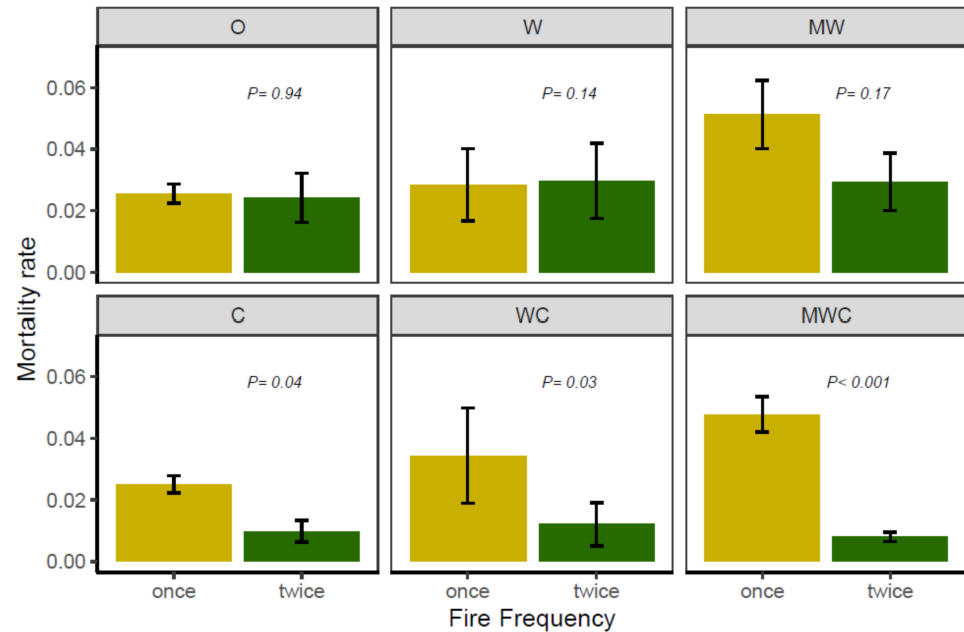 O W MW
P= 0.94 P= 0.14 P= 0.17
0.06
0.04
0.02
0.00
Mortality rate
C WC MWC
P= 0.04 P= 0.03 P< 0.001
0.06
0.04
0.02
0.00
once twice once twice once twice
Fire Frequency